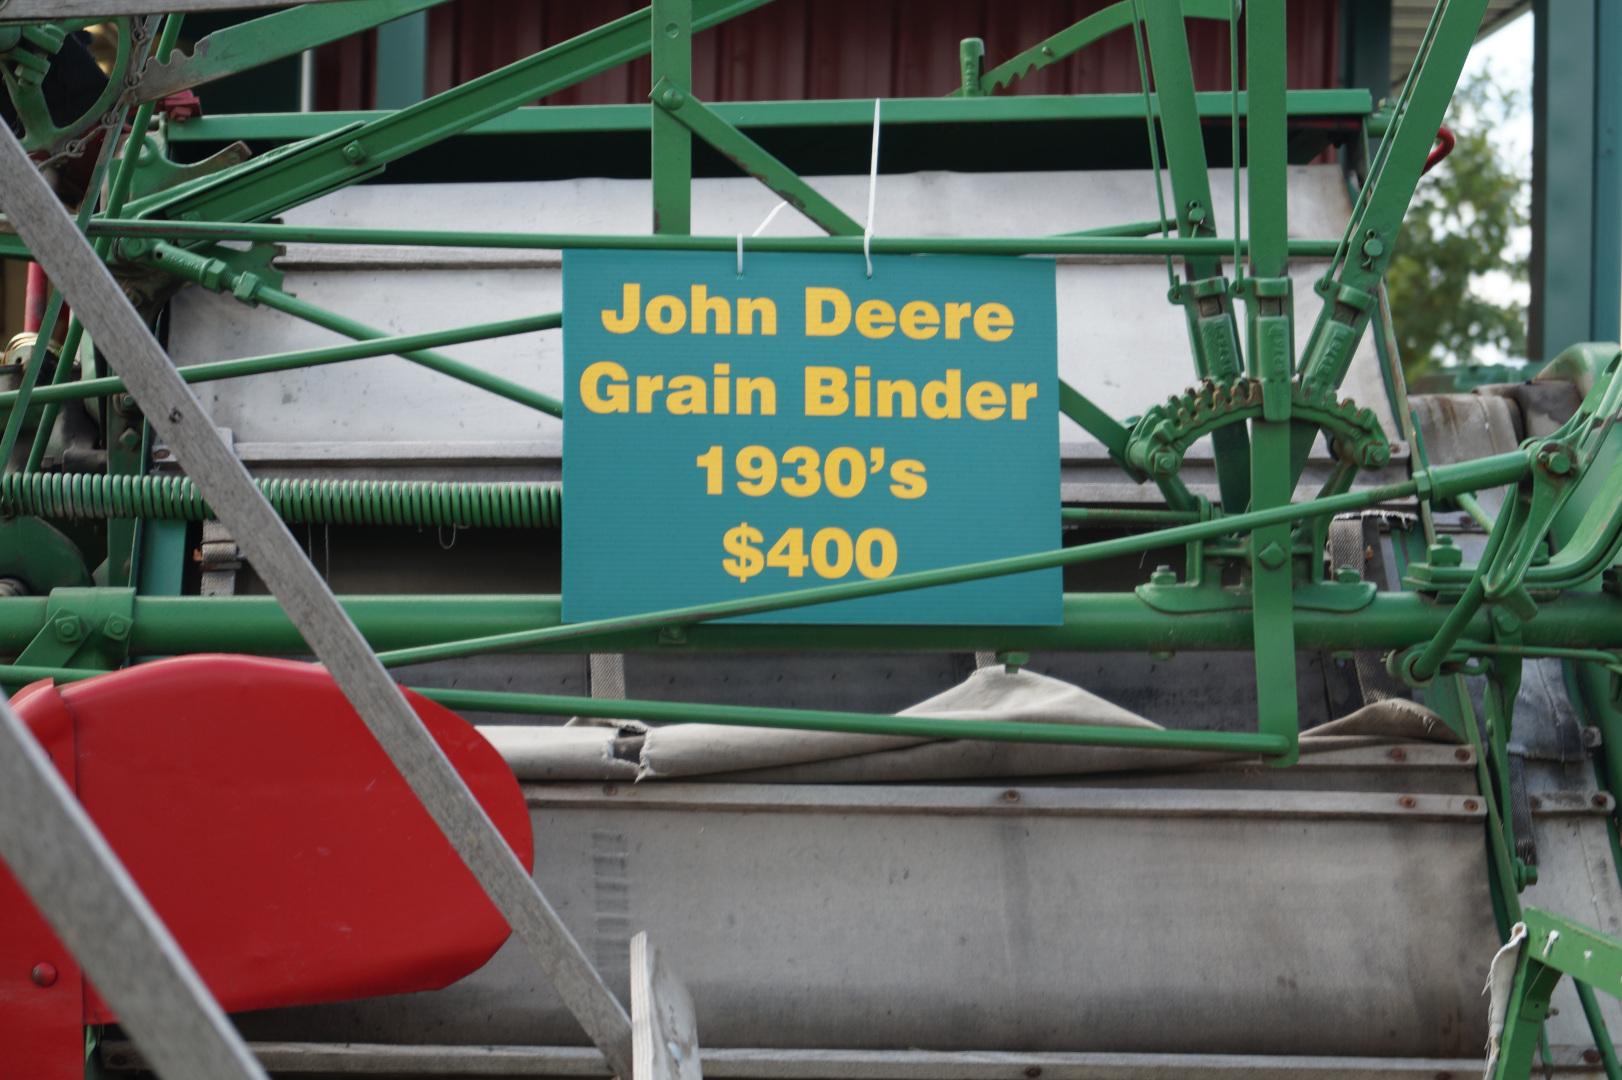 John Deere
Grain Binder
1930’s
$400